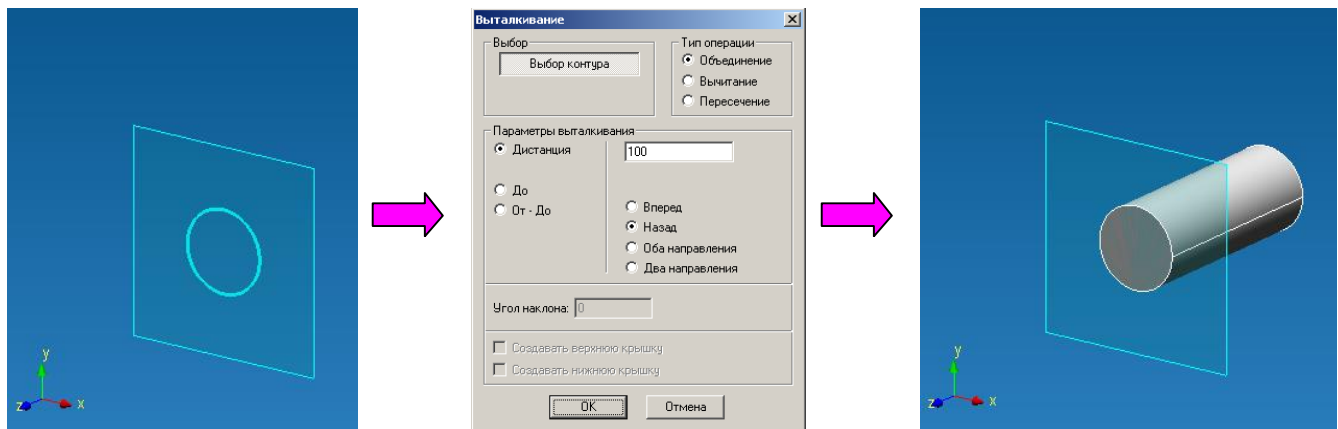 Выталкивание
Выбор
Выбор контура
Тип операции
Объединение
Вычитание
Пересечение
Параметры выталкивания
Дистанция
100
До
От - До
Вперед
Назад
Оба направления
Два направления
Угол наклона: 0
Создавать верхнюю крышку
Создавать нижнюю крышку
OK Отмена
y
z x
y
z x